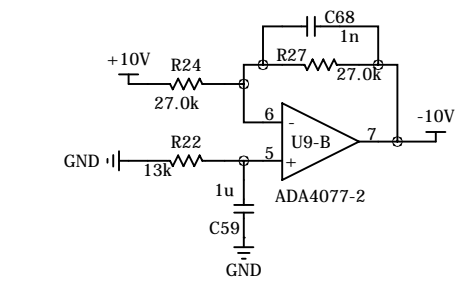 C68
1n
+10V
R24
R27
27.0k
27.0k
-10V
6
-
U9-B
7
R22
GND
5
+
13k
1u
ADA4077-2
C59
GND